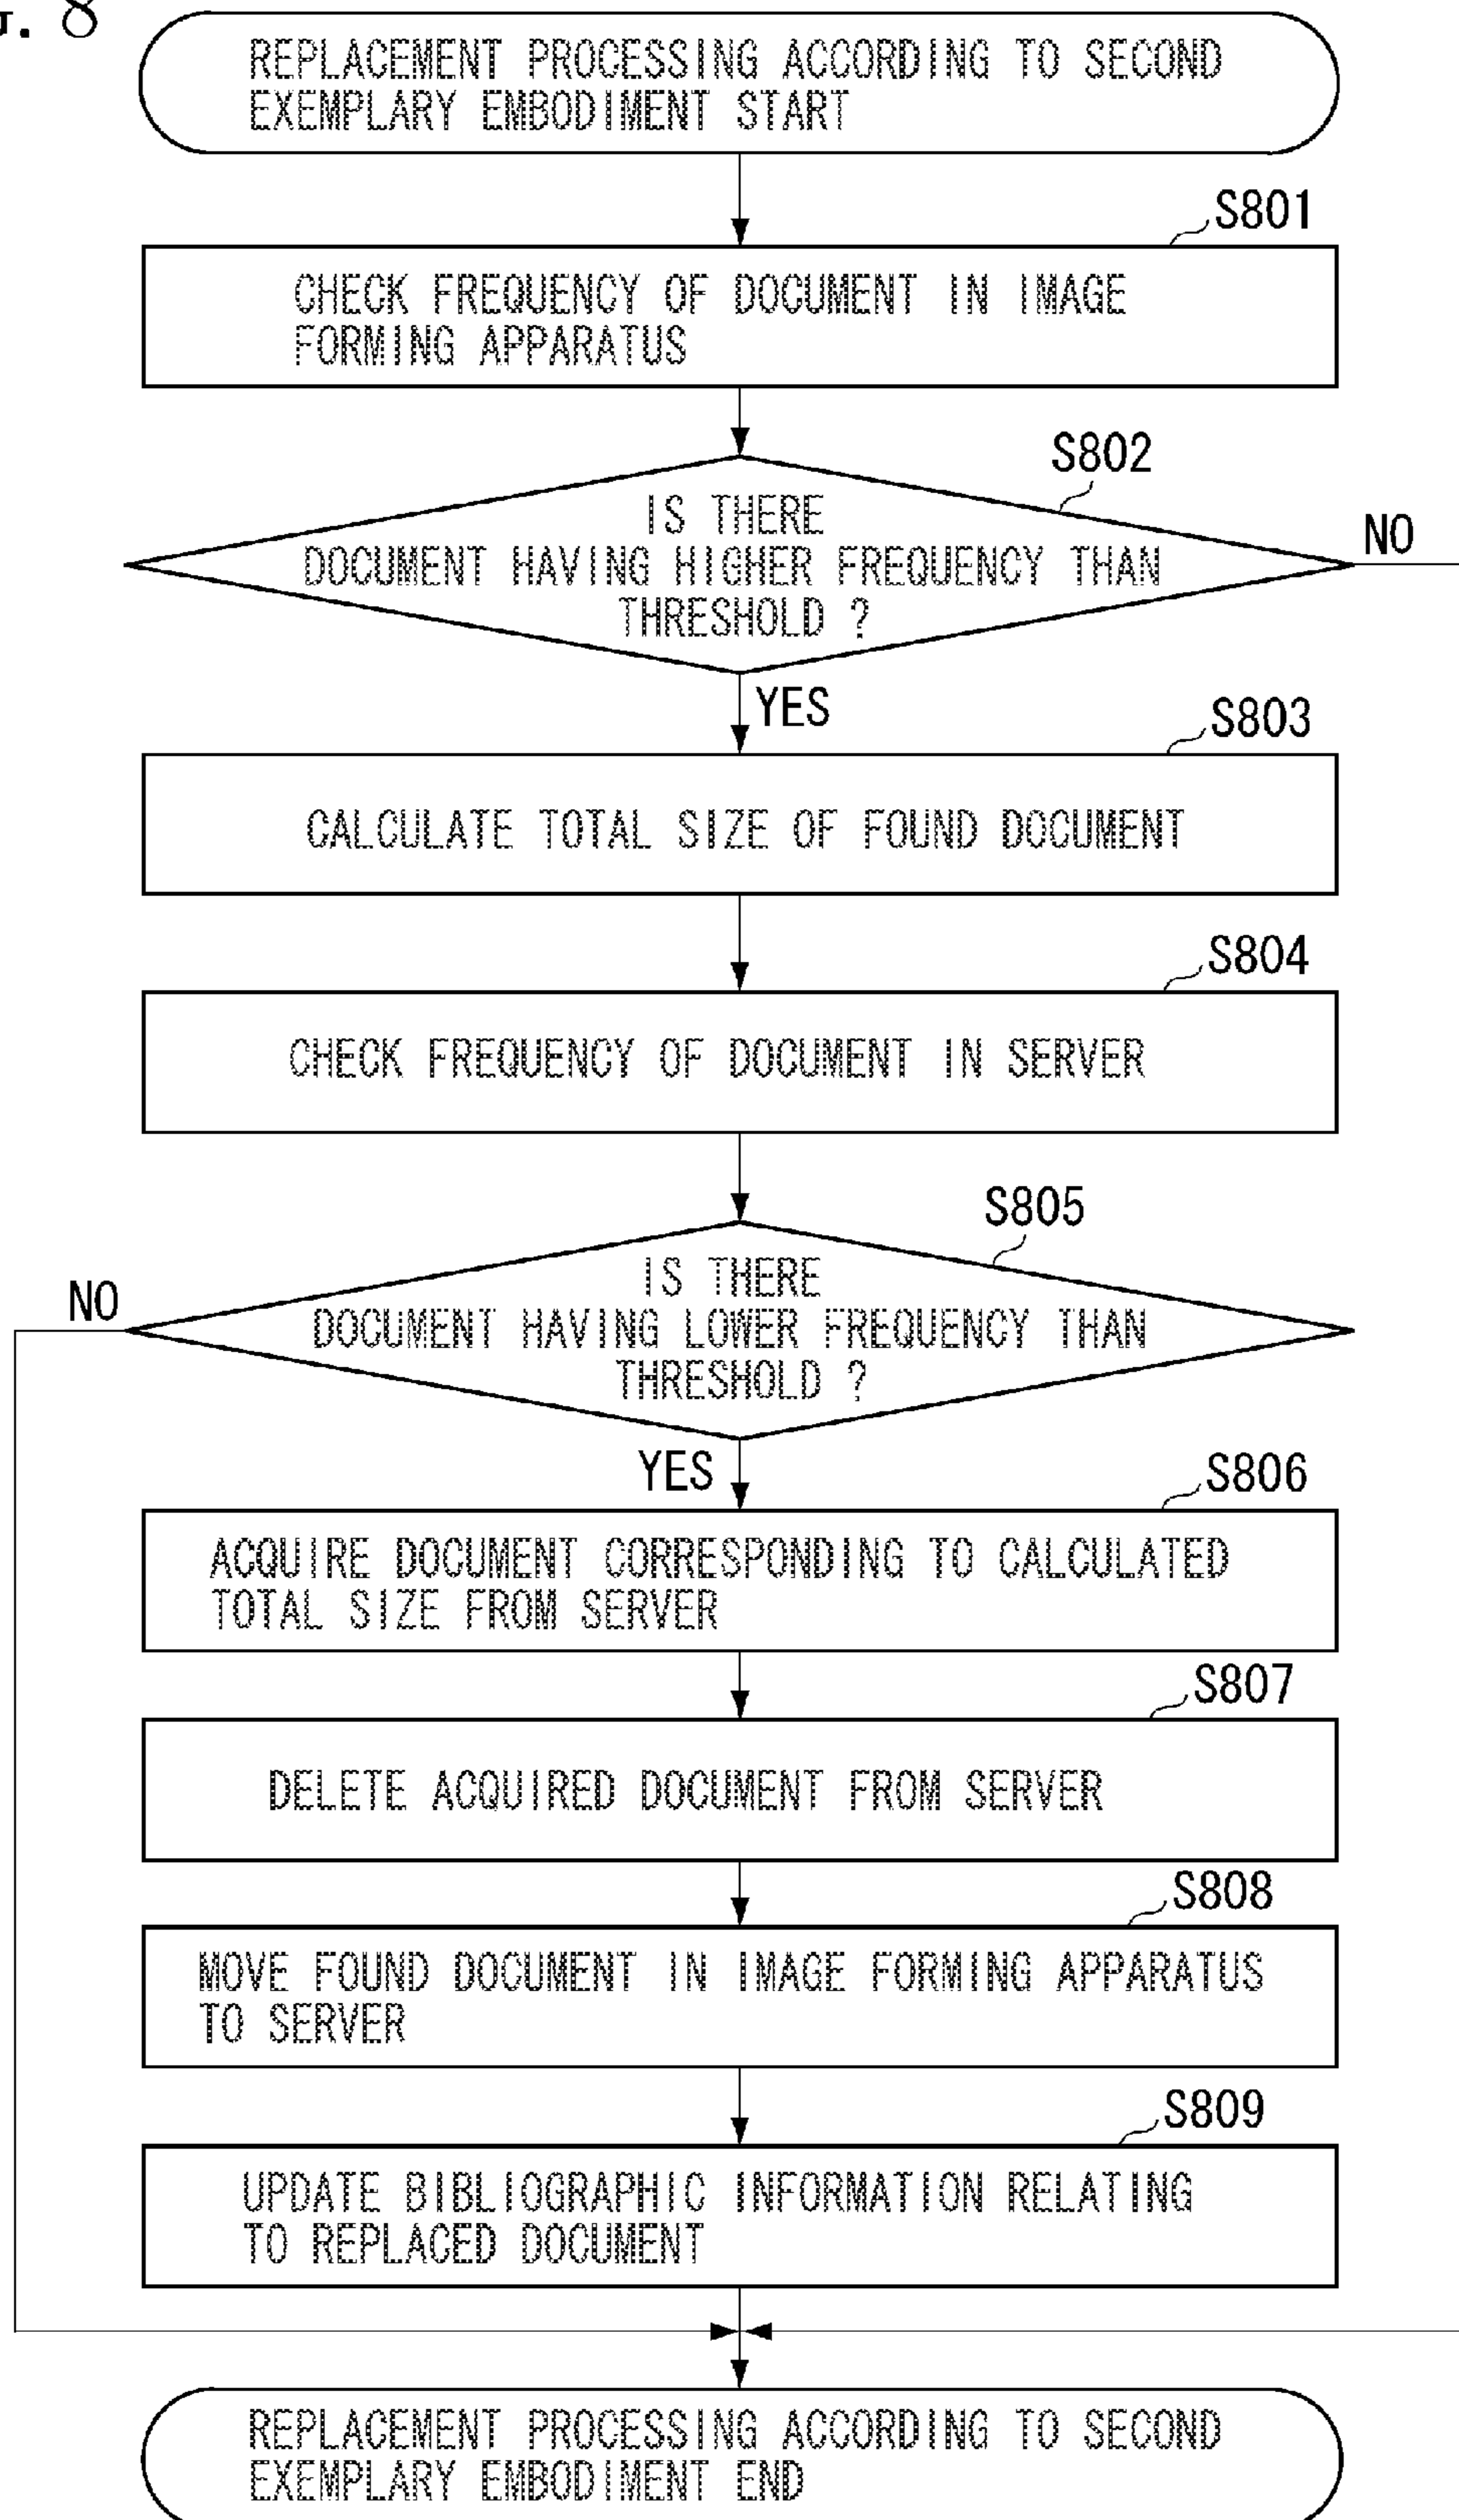 G. 8
REPLACEMENT PROCESSING ACCORDING TO SECOND
EXEMPLARY EMBODIMENT START
S801
CHECK FREQUENCY OF DOCUMENT IN IMAGE
FORMING APPARATUS
S802
IS THERE
DOCUMENT HAVING HIGHER FREQUENCY THAN
THRESHOLD ?
NO
YES
S803
CALCULATE TOTAL SIZE OF FOUND DOCUMENT
S804
CHECK FREQUENCY OF DOCUMENT IN SERVER
S805
IS THERE
DOCUMENT HAVING LOWER FREQUENCY THAN
THRESHOLD ?
NO
YES
S806
ACQUIRE DOCUMENT CORRESPONDING TO CALCULATED
TOTAL SIZE FROM SERVER
S807
DELETE ACQUIRED DOCUMENT FROM SERVER
S808
MOVE FOUND DOCUMENT IN IMAGE FORMING APPARATUS
TO SERVER
S809
UPDATE BIBLIOGRAPHIC INFORMATION RELATING
TO REPLACED DOCUMENT
REPLACEMENT PROCESSING ACCORDING TO SECOND
EXEMPLARY EMBODIMENT END